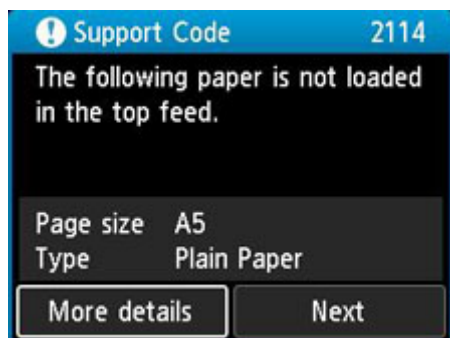 Support Code 2114
The following paper is not loaded
in the top feed.
Page size A5
Type Plain Paper
More details Next